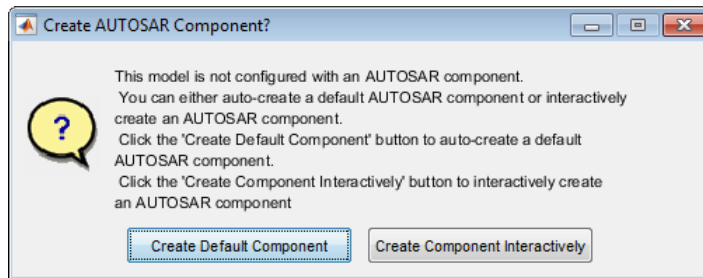 Create AUTOSAR Component?
This model is not configured with an AUTOSAR component.
You can either auto-create a default AUTOSAR component or interactively
create an AUTOSAR component.
Click the 'Create Default Component' button to auto-create a default
AUTOSAR component.
Click the 'Create Component Interactively' button to interactively create
an AUTOSAR component
?
Create Default Component
Create Component Interactively